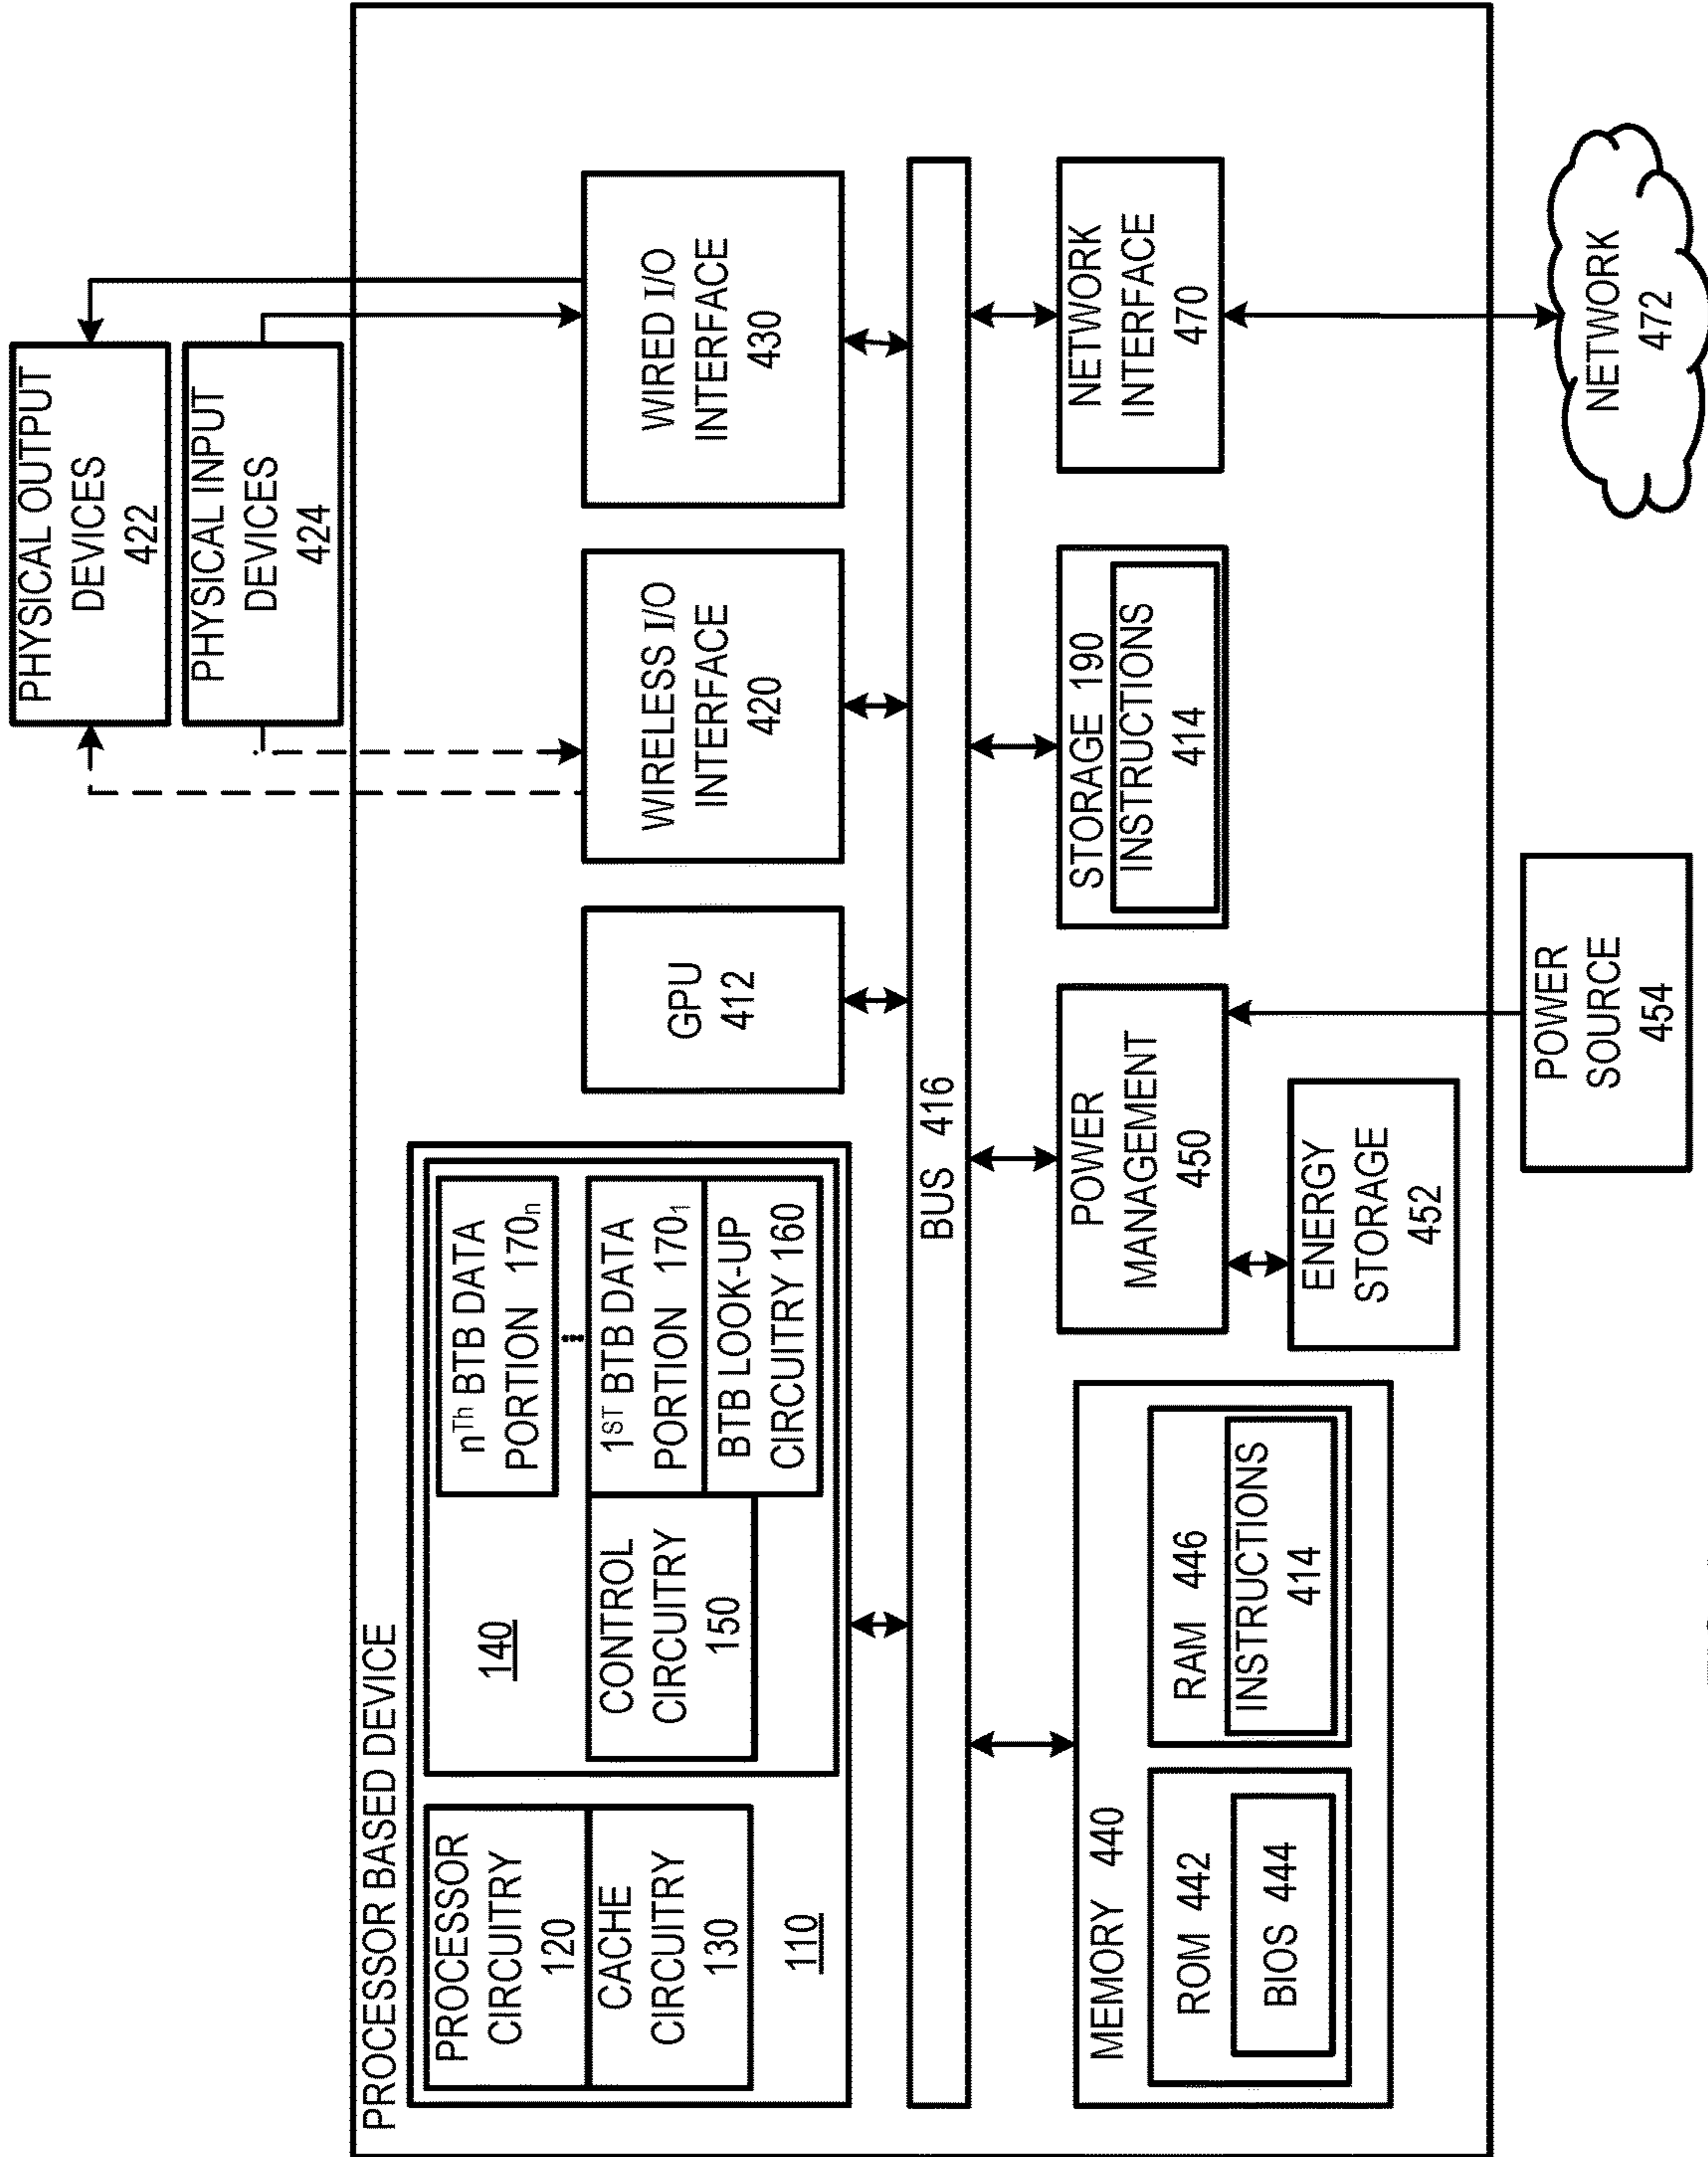 PHYSICAL OUTPUT
DEVICES
422
PHYSICAL INPUT
DEVICES
424
PROCESSOR BASED DEVICE
PROCESSOR
CIRCUITRY
120
CACHE
CIRCUITRY
130
110
140
CONTROL
CIRCUITRY
150
nTh BTB DATA
PORTION 170n
1ST BTB DATA
PORTION 1701
BTB LOOK-UP
CIRCUITRY 160
GPU
412
WIRELESS I/O
INTERFACE
420
WIRED I/O
INTERFACE
430
BUS 416
MEMORY 440
ROM 442
BIOS 444
RAM 446
INSTRUCTIONS
414
POWER
MANAGEMENT
450
ENERGY
STORAGE
452
STORAGE 190
INSTRUCTIONS
414
NETWORK
INTERFACE
470
POWER
SOURCE
454
NETWORK
472